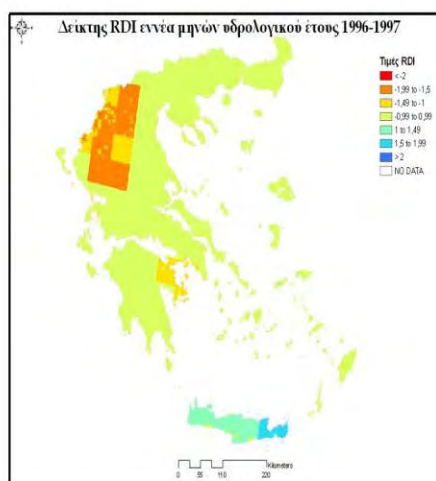 Δείκτης RDI εννέα μηνών υδρολογικού έτους 1996-1997
Τιμές RDI
< -2
-1,99 to -1,5
-1,49 to -1
-0,99 to 0,99
1 to 1,49
1,5 to 1,99
> 2
NO DATA
Kilometers
0 55 110 220